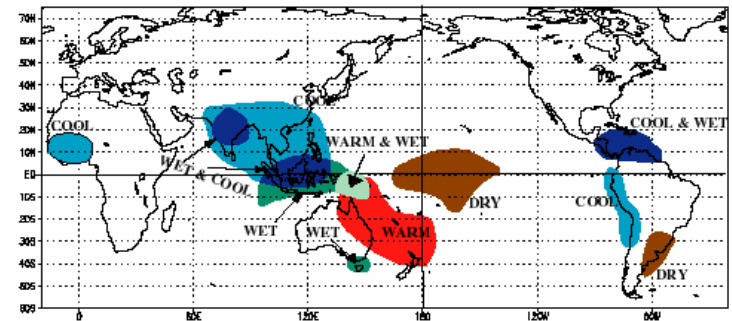 70N
60N
50N
40N
30N
20N
10N
EQ
10S
20S
30S
40S
50S
60S
COOL
COOL
WET & COOL
WARM & WET
WET
WET
WARM
DRY
COOL & WET
COOL
DRY
0
60E
120E
180
120W
60W